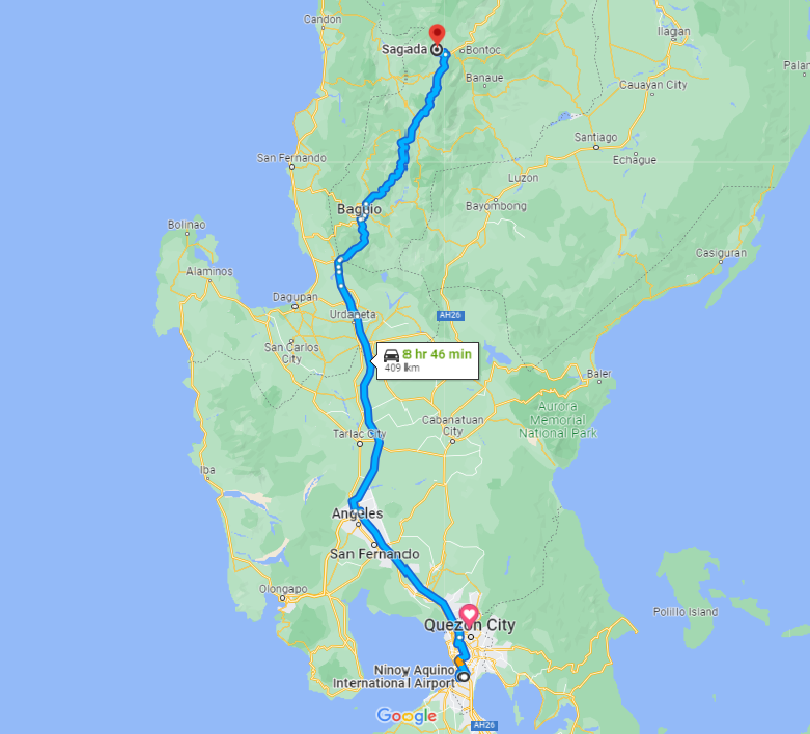 Candon
Ilagan
Sagada
Bontoc
Banaue
Cauayan City
San Fernando
Santiago
Echague
Luzon
Baguio
Bayombong
Bolinao
Casiguran
Alaminos
Dagupan
Urdaneta
AH26
San Carlos
City
8 hr 46 min
409 km
Baler
Aurora
Memorial
National Park
Cabanatuan
City
Tarlac City
Iba
Angeles
San Fernando
Olongapo
Polillo Island
Quezon City
Ninoy Aquino
International Airport
Google
AH26